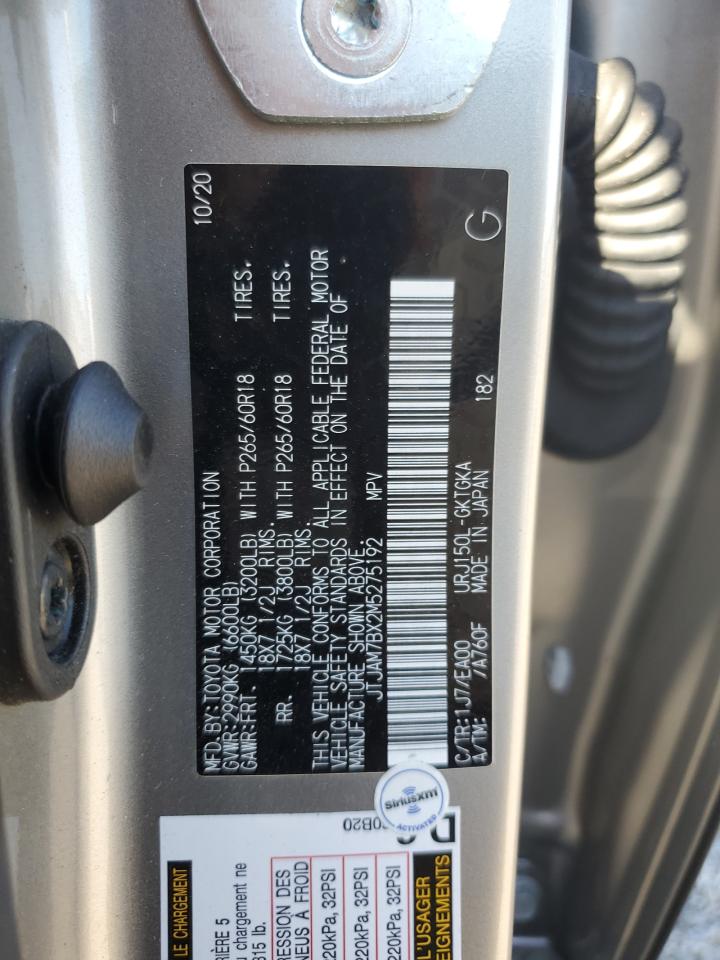 MFD. BY: TOYOTA MOTOR CORPORATION 10/20
GVWR: 2990KG (6600LB)
GAWR: FRT. 1450KG (3200LB) WITH P265/60R18 TIRES.
18X7 1/2J RIMS.
RR. 1725KG (3800LB) WITH P265/60R18 TIRES.
18X7 1/2J RIMS.
THIS VEHICLE CONFORMS TO ALL APPLICABLE FEDERAL MOTOR
VEHICLE SAFETY STANDARDS IN EFFECT ON THE DATE OF
MANUFACTURE SHOWN ABOVE.
JTJAM7BX2M5275192 MPV
C/TR: 1J7/EA00 URJ150L-GKTGKA 182
A/TM: /A760F MADE IN JAPAN
G
SiriusXM
ACTIVATED
0B20
LE CHARGEMENT
RIÈRE 5
u chargement ne
815 lb.
RESSION DES
NEUS À FROID
220kPa, 32PSI
220kPa, 32PSI
220kPa, 32PSI
L'USAGER
EIGNEMENTS